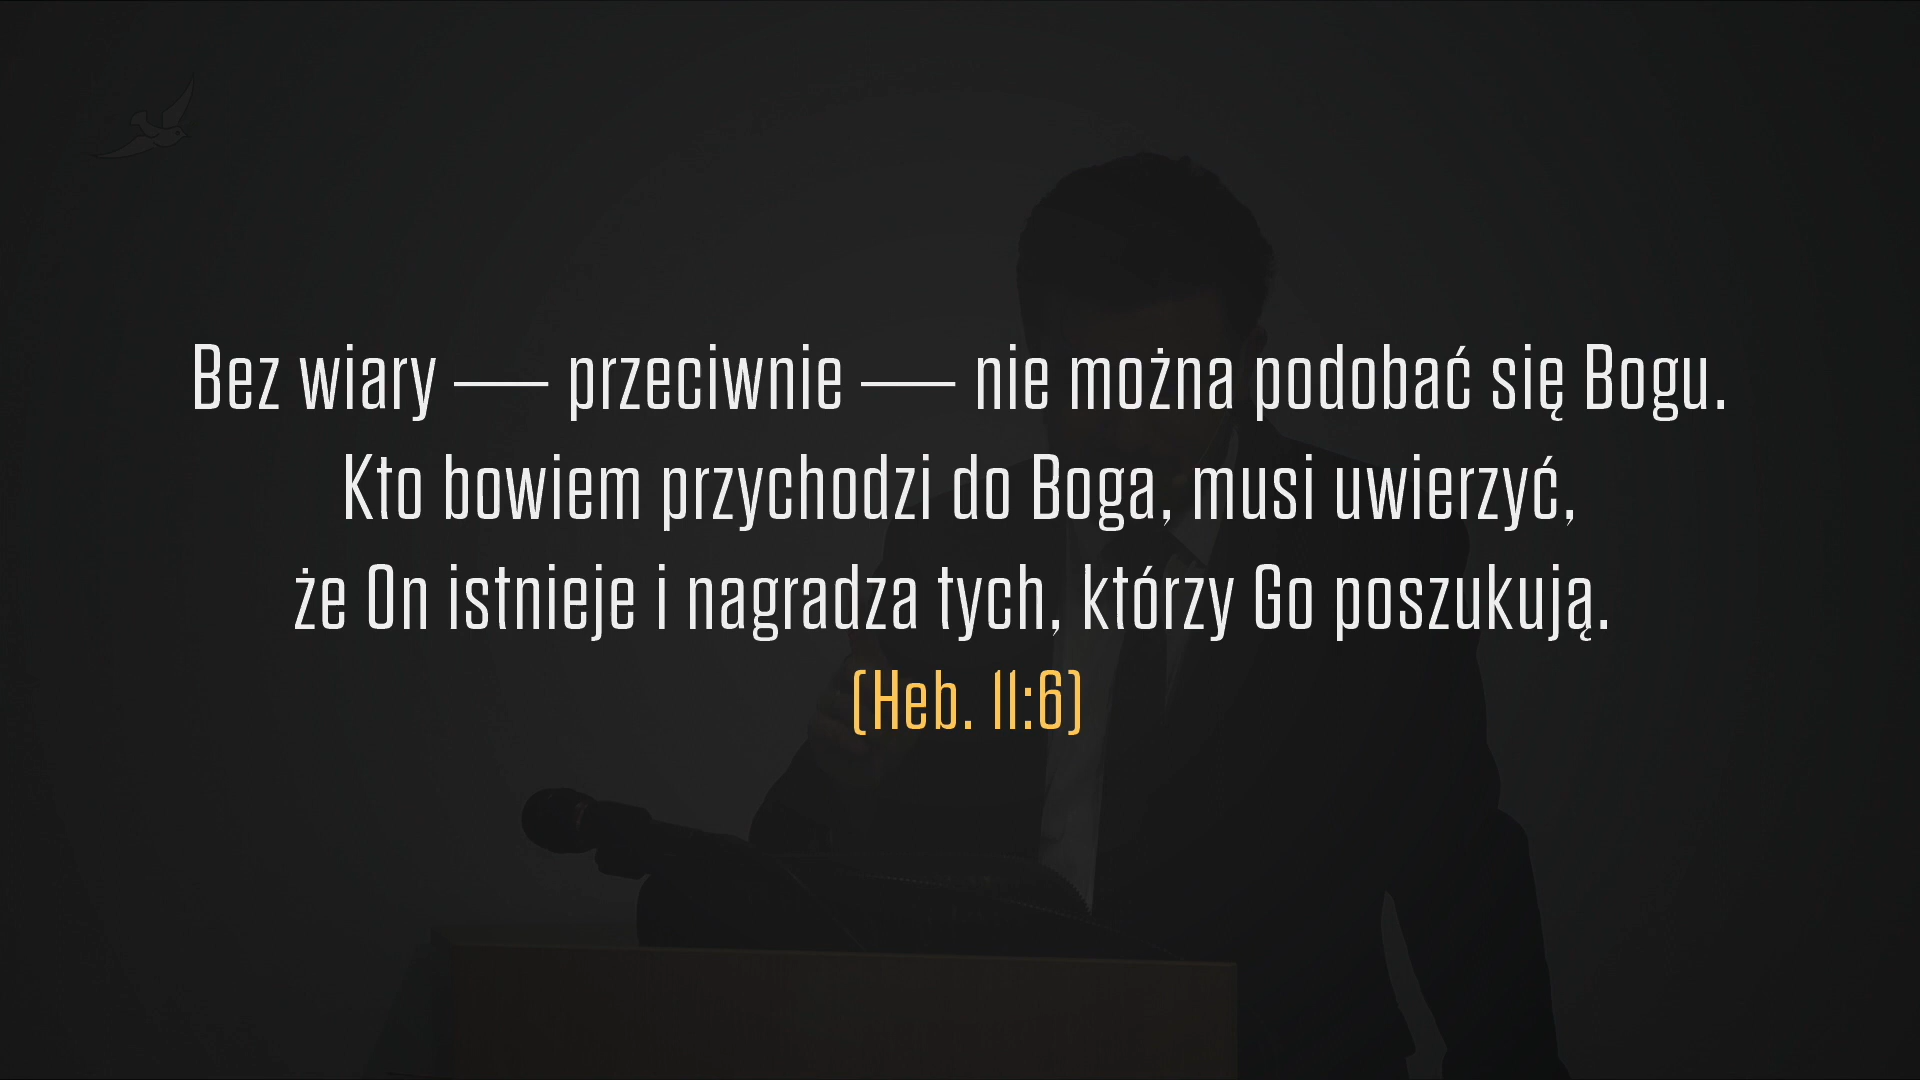 Bez wiary — przeciwnie — nie można podobać się Bogu.
Kto bowiem przychodzi do Boga, musi uwierzyć,
że On istnieje i nagradza tych, którzy Go poszukują.
(Heb. 11:6)